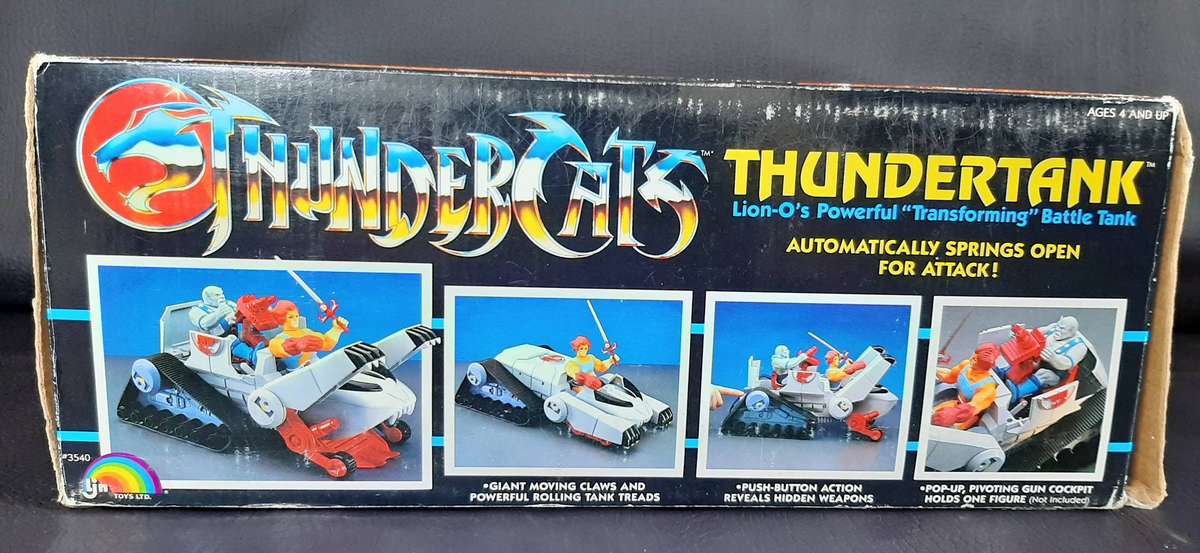 AGES 4 AND UP
THUNDERCATS™
THUNDERTANK™
Lion-O's Powerful "Transforming" Battle Tank
AUTOMATICALLY SPRINGS OPEN
FOR ATTACK!
#3540
LJN
TOYS LTD.
•GIANT MOVING CLAWS AND
POWERFUL ROLLING TANK TREADS
•PUSH-BUTTON ACTION
REVEALS HIDDEN WEAPONS
•POP-UP, PIVOTING GUN COCKPIT
HOLDS ONE FIGURE (Not Included)